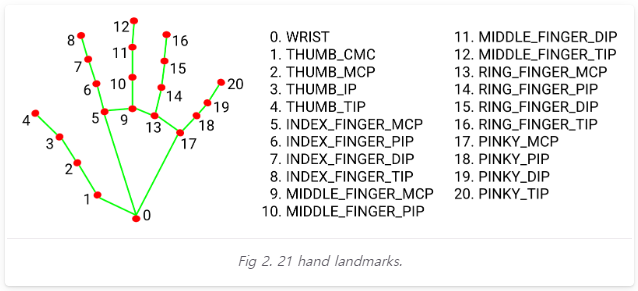 12
8
16
11
7
15
20
6
10
14
19
4
5
9
13
18
3
17
2
1
0
0. WRIST
1. THUMB_CMC
2. THUMB_MCP
3. THUMB_IP
4. THUMB_TIP
5. INDEX_FINGER_MCP
6. INDEX_FINGER_PIP
7. INDEX_FINGER_DIP
8. INDEX_FINGER_TIP
9. MIDDLE_FINGER_MCP
10. MIDDLE_FINGER_PIP
11. MIDDLE_FINGER_DIP
12. MIDDLE_FINGER_TIP
13. RING_FINGER_MCP
14. RING_FINGER_PIP
15. RING_FINGER_DIP
16. RING_FINGER_TIP
17. PINKY_MCP
18. PINKY_PIP
19. PINKY_DIP
20. PINKY_TIP
Fig 2. 21 hand landmarks.